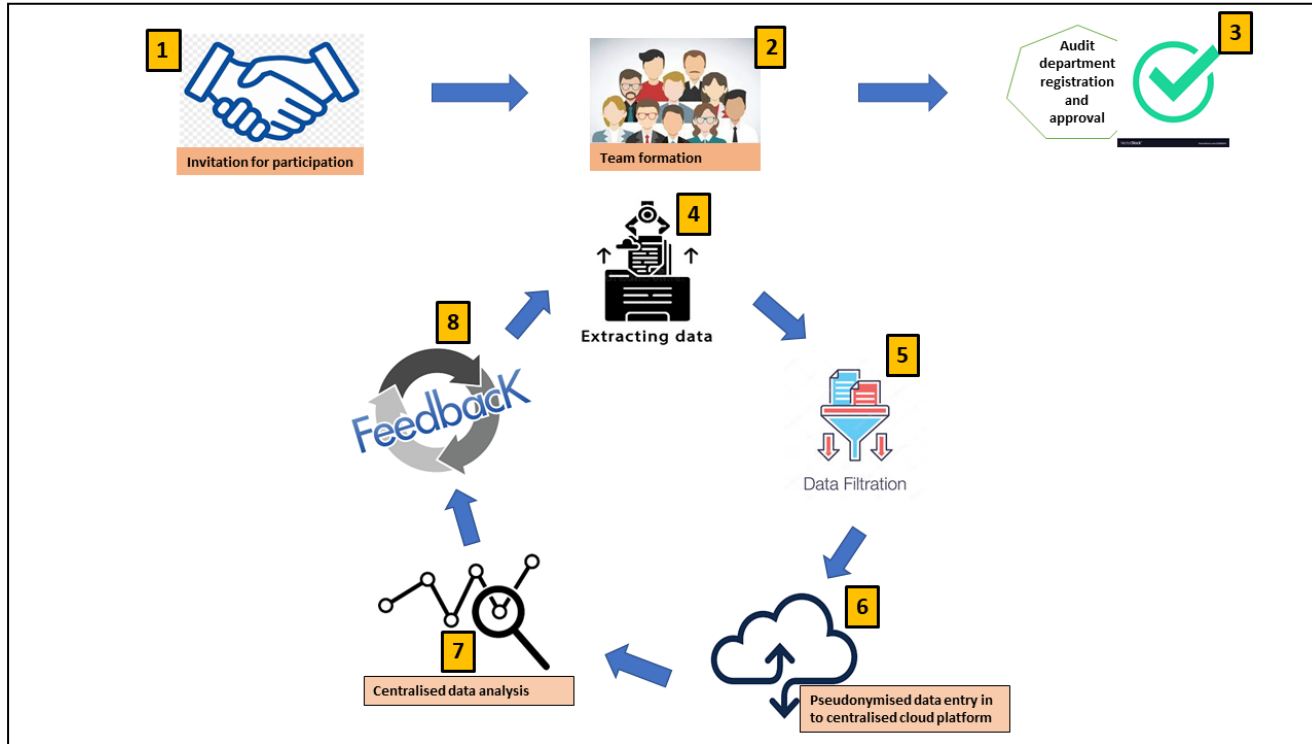 1
Invitation for participation
2
Team formation
3
Audit
department
registration
and
approval
VectorStock
4
Extracting data
5
Data Filtration
6
Pseudonymised data entry in
to centralised cloud platform
7
Centralised data analysis
8
FeedbacK